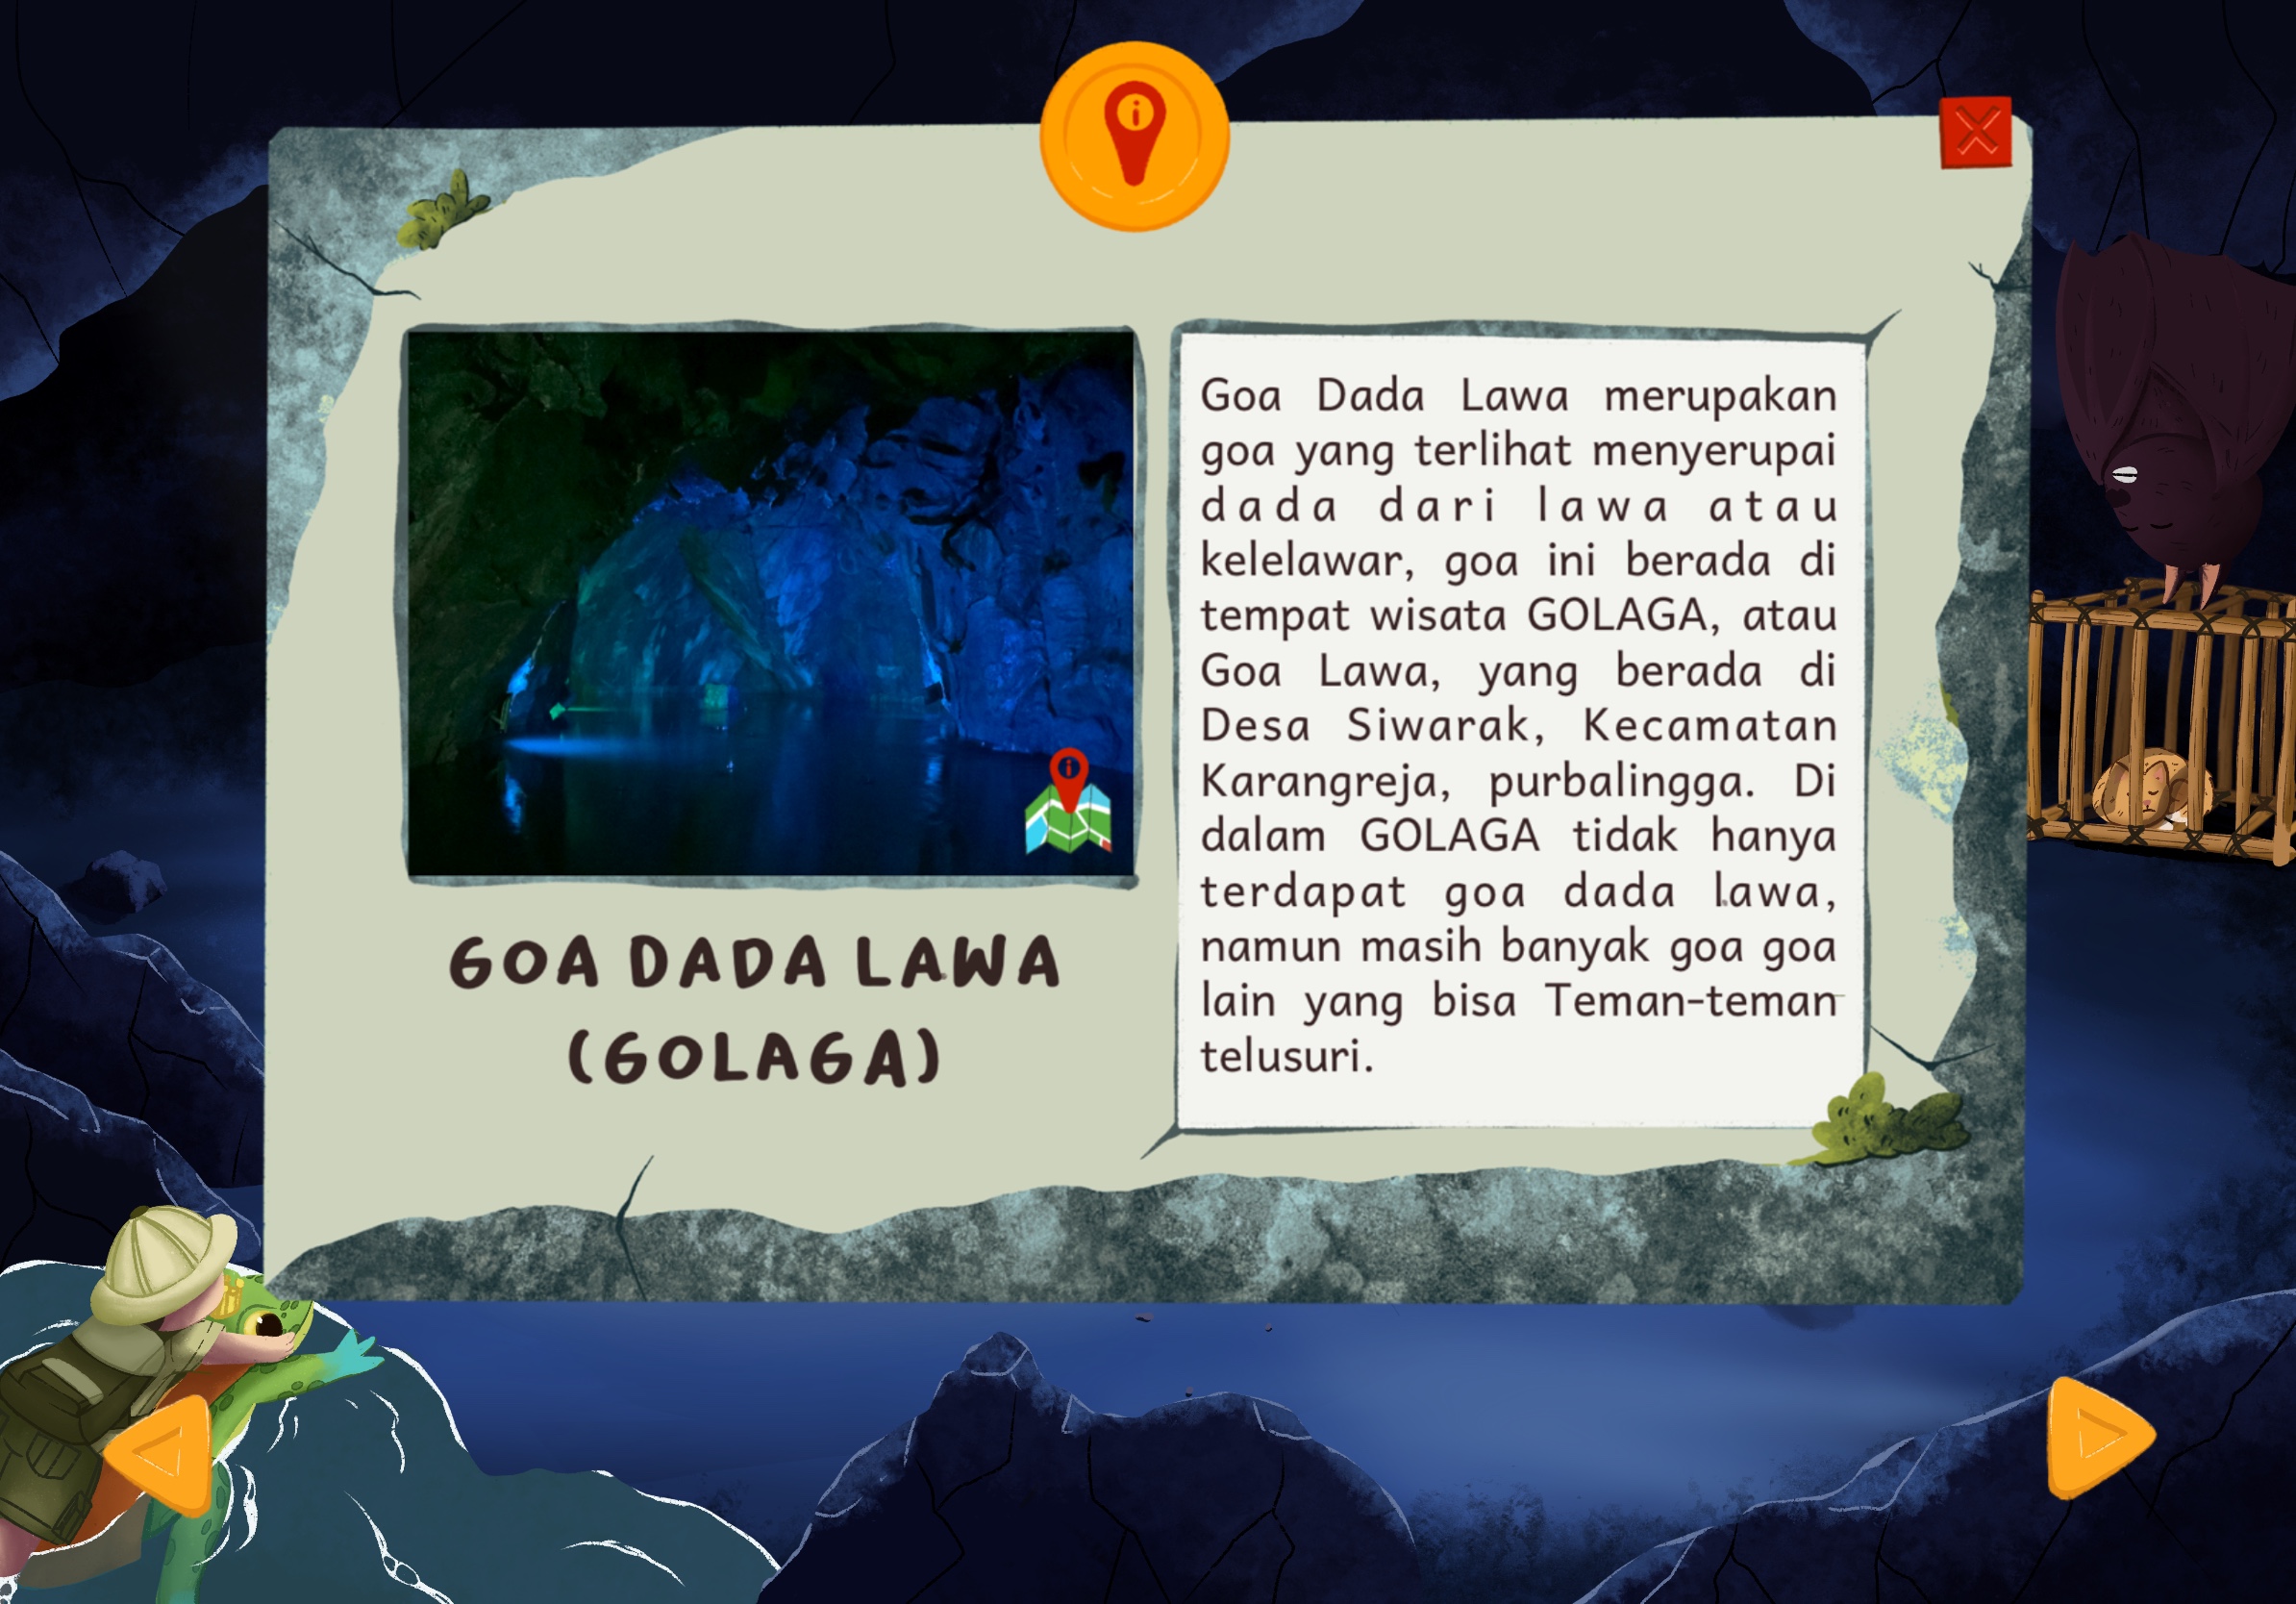 GOA DADA LAWA
(GOLAGA)
Goa Dada Lawa merupakan
goa yang terlihat menyerupai
dada dari lawa atau
kelelawar, goa ini berada di
tempat wisata GOLAGA, atau
Goa Lawa, yang berada di
Desa Siwarak, Kecamatan
Karangreja, purbalingga. Di
dalam GOLAGA tidak hanya
terdapat goa dada lawa,
namun masih banyak goa goa
lain yang bisa Teman-teman
telusuri.